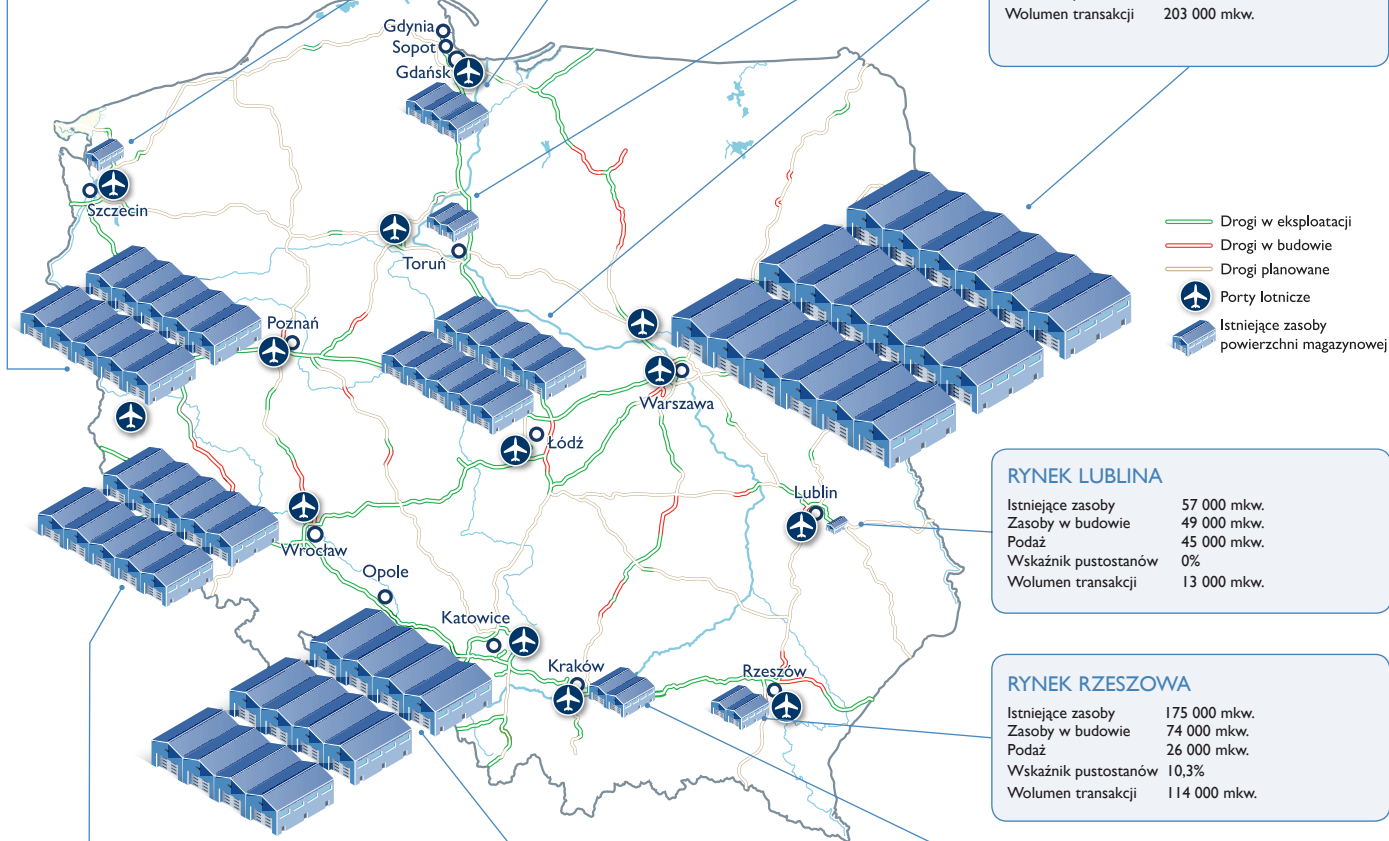 Wolumen transakcji 203 000 mkw.
Gdynia
Sopot
Gdańsk
Szczecin
Toruń
Poznań
Warszawa
Łódź
Drogi w eksploatacji
Drogi w budowie
Drogi planowane
Porty lotnicze
Istniejące zasoby
powierzchni magazynowej
Lublin
Wrocław
Opole
Katowice
Kraków
Rzeszów
RYNEK LUBLINA
Istniejące zasoby 57 000 mkw.
Zasoby w budowie 49 000 mkw.
Podaż 45 000 mkw.
Wskaźnik pustostanów 0%
Wolumen transakcji 13 000 mkw.
RYNEK RZESZOWA
Istniejące zasoby 175 000 mkw.
Zasoby w budowie 74 000 mkw.
Podaż 26 000 mkw.
Wskaźnik pustostanów 10,3%
Wolumen transakcji 114 000 mkw.